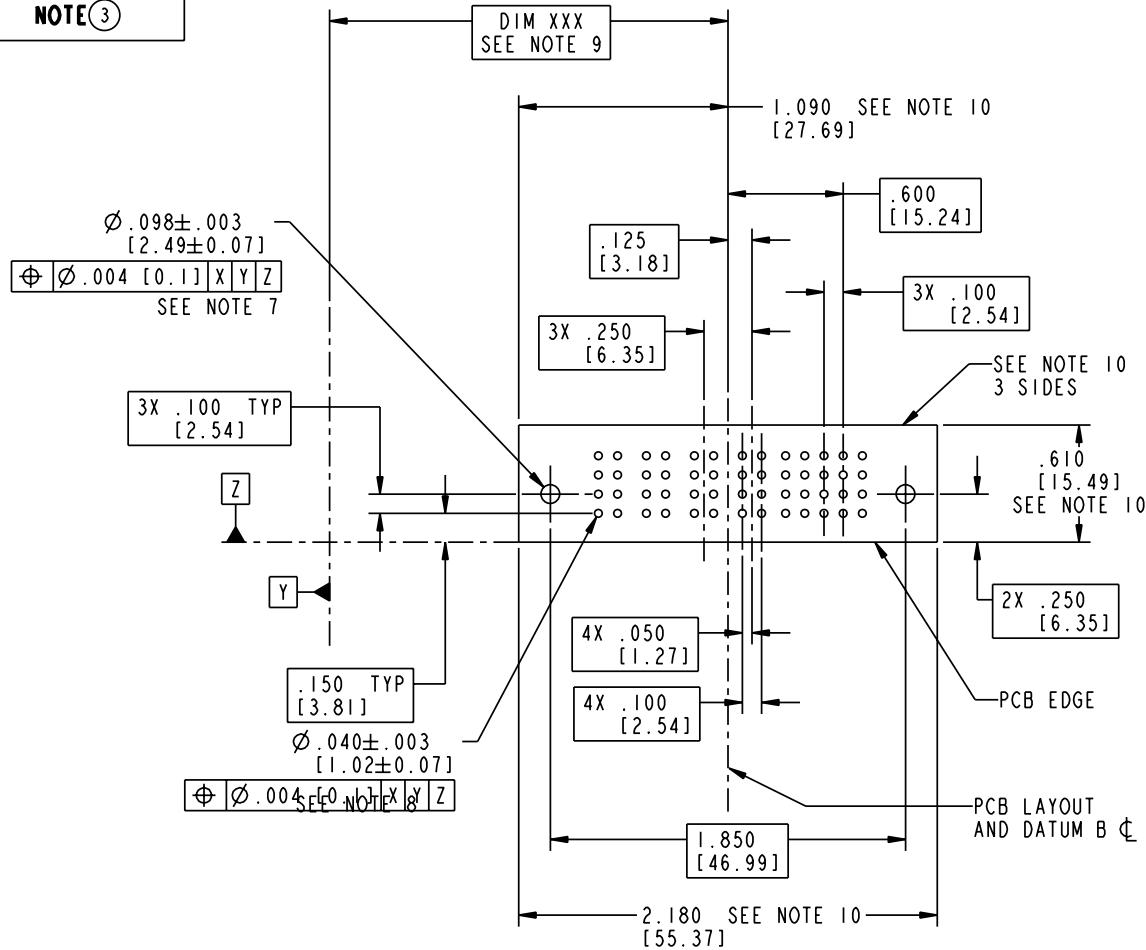 NOTE 3
DIM XXX
SEE NOTE 9
1.090 SEE NOTE 10
[27.69]
.600
[15.24]
Ø.098±.003
[2.49±0.07]
⌖ Ø.004 [0.1] X Y Z
SEE NOTE 7
.125
[3.18]
3X .100
[2.54]
3X .250
[6.35]
SEE NOTE 10
3 SIDES
3X .100 TYP
[2.54]
.610
[15.49]
SEE NOTE 10
Z
Y
2X .250
[6.35]
4X .050
[1.27]
.150 TYP
[3.81]
4X .100
[2.54]
PCB EDGE
Ø.040±.003
[1.02±0.07]
⌖ Ø.004 [0.1] X Y Z
SEE NOTE 8
PCB LAYOUT
AND DATUM B ℄
1.850
[46.99]
2.180 SEE NOTE 10
[55.37]